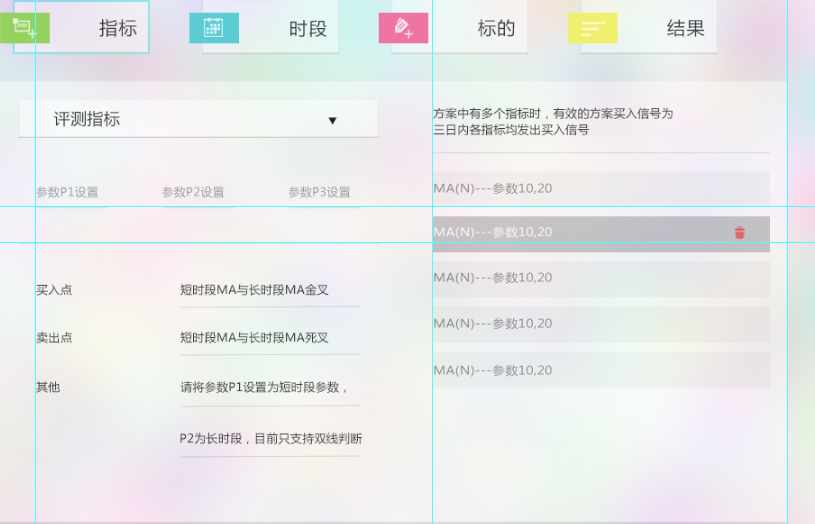 指标
时段
标的
结果
评测指标
方案中有多个指标时，有效的方案买入信号为
三日内各指标均发出买入信号
参数P1设置
参数P2设置
参数P3设置
MA(N)---参数10,20
MA(N)---参数10,20
MA(N)---参数10,20
MA(N)---参数10,20
MA(N)---参数10,20
买入点
短时段MA与长时段MA金叉
卖出点
短时段MA与长时段MA死叉
其他
请将参数P1设置为短时段参数，
P2为长时段，目前只支持双线判断